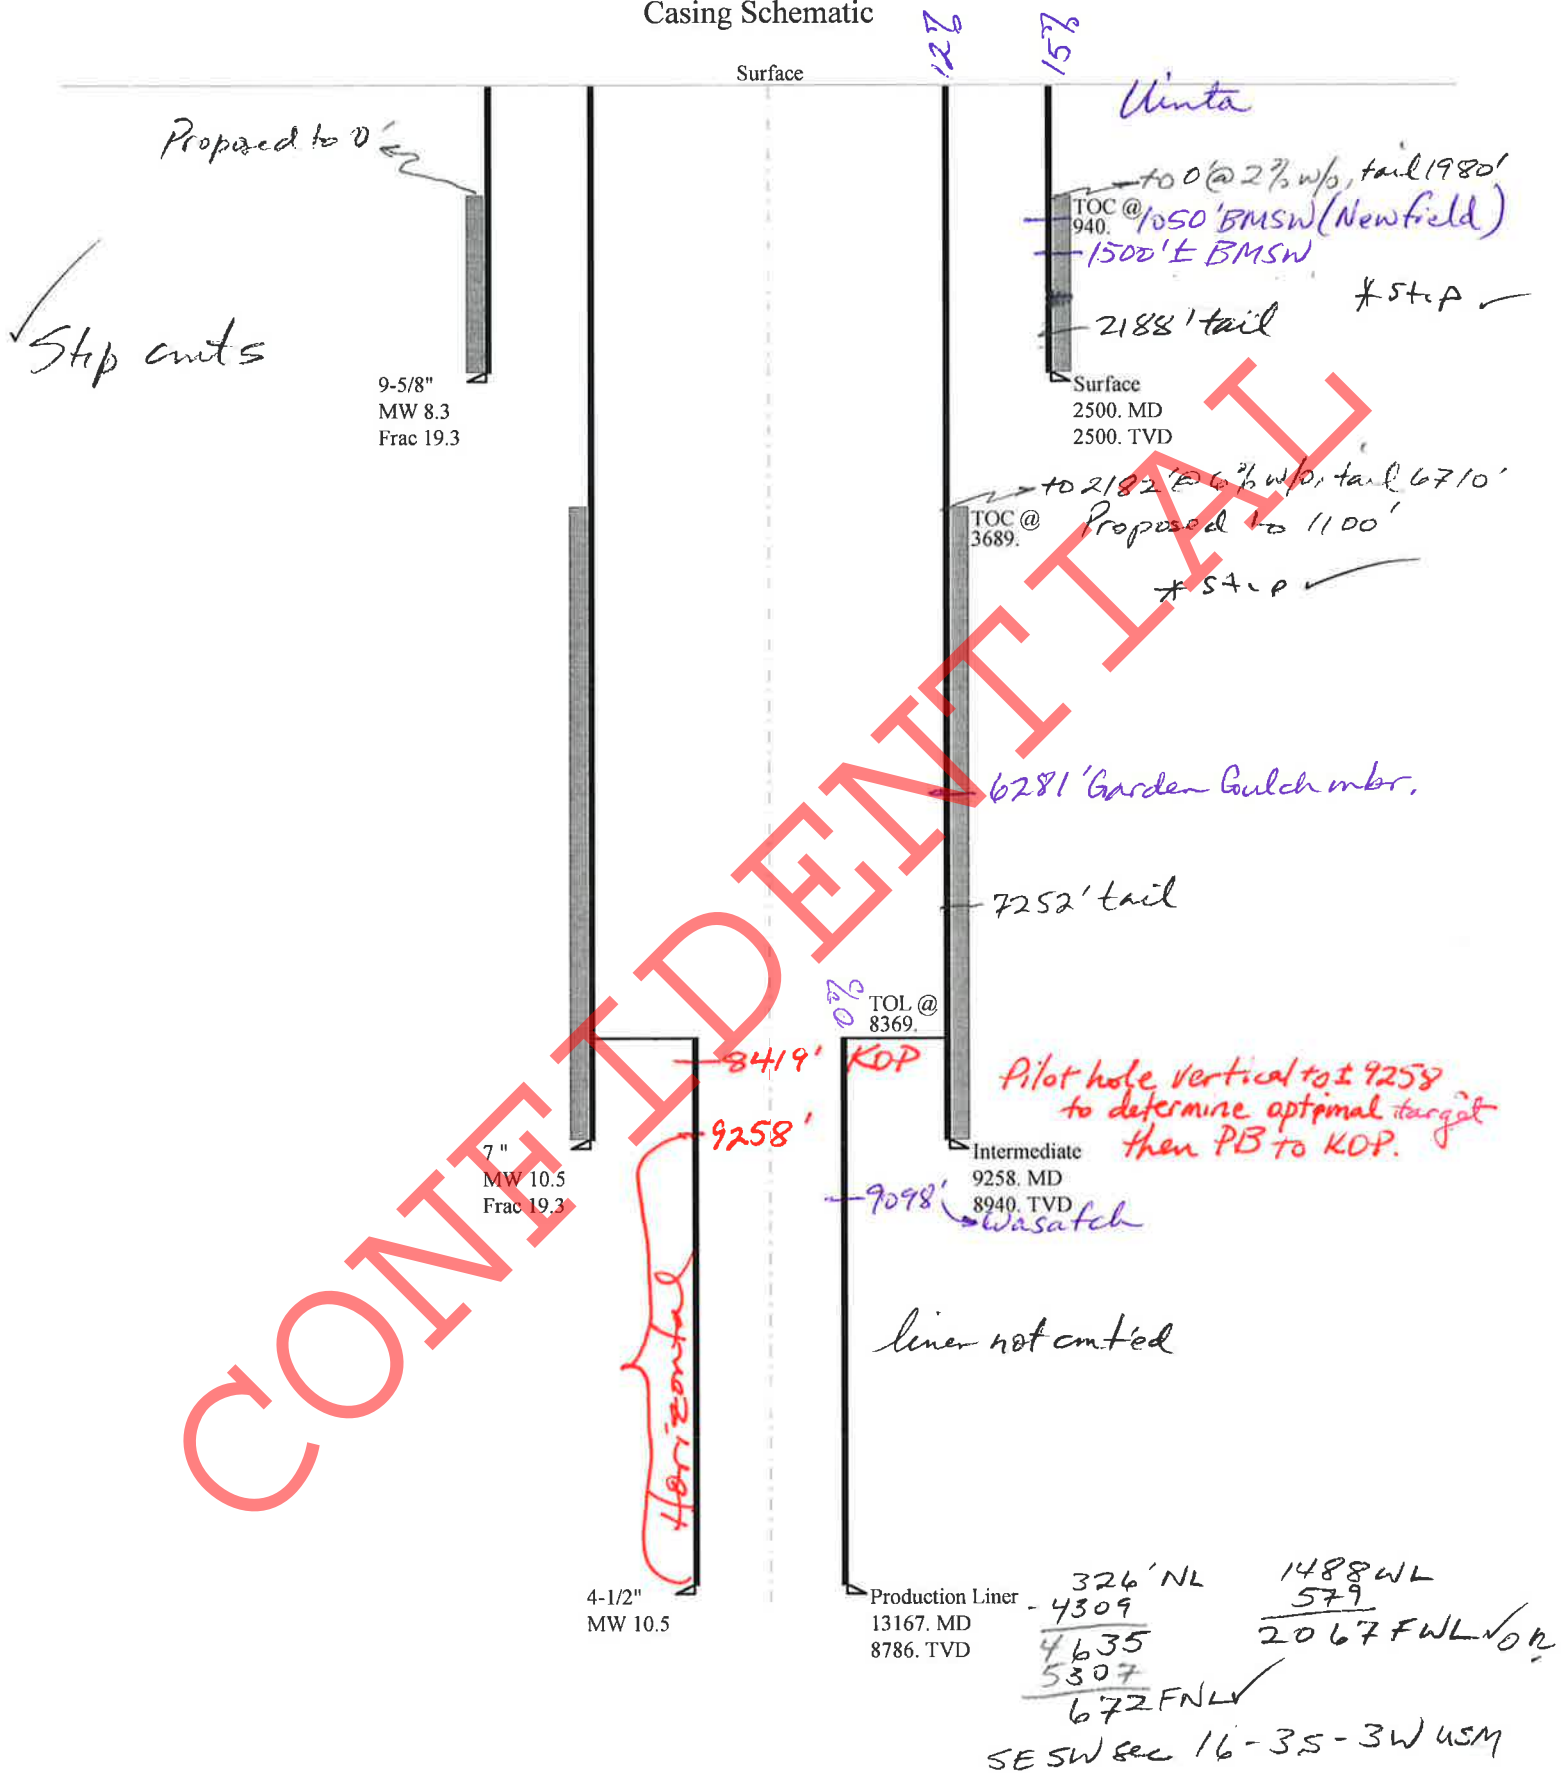 Casing Schematic
12%
15%
Surface
Uinta
Proposed to 0'
to 0' @ 2% w/o, tail 1980'
TOC @
940.
1050' BMSW (Newfield)
1500' ± BMSW
* Stip ✓
2188' tail
✓ Stip cmts
9-5/8"
MW 8.3
Frac 19.3
Surface
2500. MD
2500. TVD
to 2182' @ 6% w/o, tail 6710'
TOC @
3689.
Proposed to 1100'
* Stip ✓
6281' Garden Gulch mbr.
7252' tail
0%
TOL @
8369.
8419' KOP
9258'
Pilot hole vertical to ± 9258
to determine optimal target
then PB to KOP.
7 "
MW 10.5
Frac 19.3
Intermediate
9258. MD
8940. TVD
9098'
Wasatch
Horizontal
liner not cmt'ed
4-1/2"
MW 10.5
Production Liner
13167. MD
8786. TVD
326' NL
- 4309
4635
5307
672 FNL ✓
1488 WL
579
2067 FWL ✓ OK
SE SW sec 16-3S-3W USM
CONFIDENTIAL